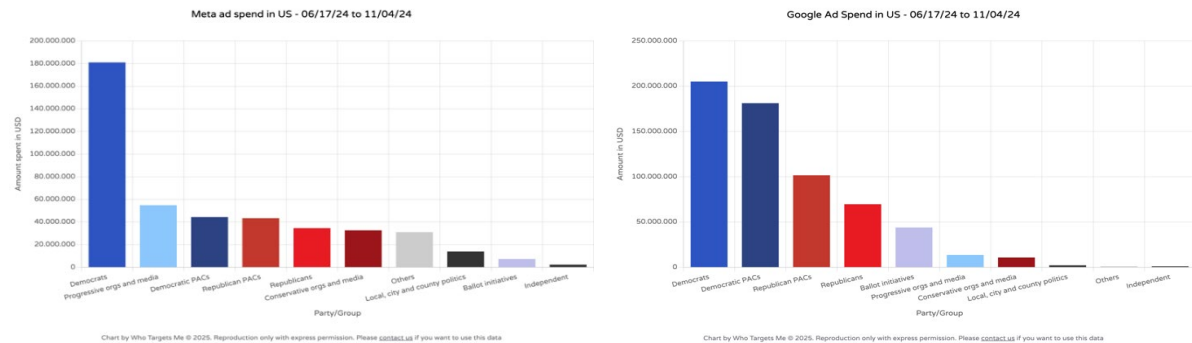 Meta ad spend in US - 06/17/24 to 11/04/24
200.000.000
180.000.000
160.000.000
140.000.000
120.000.000
100.000.000
80.000.000
60.000.000
40.000.000
20.000.000
0
Amount spent in USD
Democrats
Progressive orgs and media
Democratic PACs
Republican PACs
Republicans
Conservative orgs and media
Others
Local, city and county politics
Ballot initiatives
Independent
Party/Group
Chart by Who Targets Me © 2025. Reproduction only with express permission. Please contact us if you want to use this data
Google Ad Spend in US - 06/17/24 to 11/04/24
250.000.000
200.000.000
150.000.000
100.000.000
50.000.000
0
Amount in USD
Democrats
Democratic PACs
Republican PACs
Republicans
Ballot initiatives
Progressive orgs and media
Conservative orgs and media
Local, city and county politics
Others
Independent
Party/Group
Chart by Who Targets Me © 2025. Reproduction only with express permission. Please contact us if you want to use this data